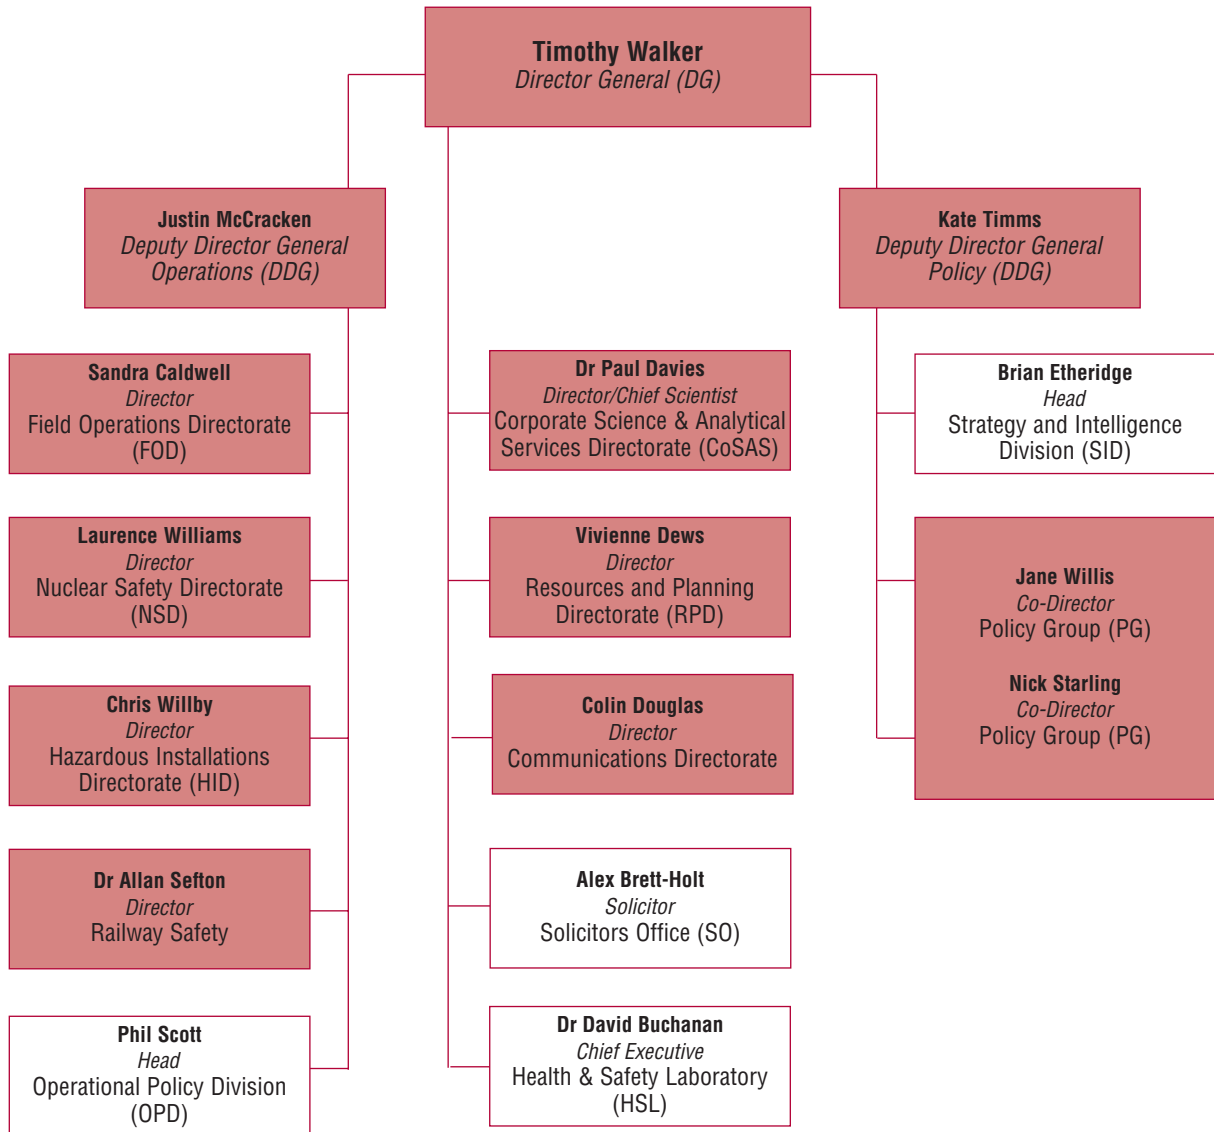 Timothy Walker
Director General (DG)
Justin McCracken
Deputy Director General
Operations (DDG)
Kate Timms
Deputy Director General
Policy (DDG)
Sandra Caldwell
Director
Field Operations Directorate
(FOD)
Dr Paul Davies
Director/Chief Scientist
Corporate Science & Analytical
Services Directorate (CoSAS)
Brian Etheridge
Head
Strategy and Intelligence
Division (SID)
Laurence Williams
Director
Nuclear Safety Directorate
(NSD)
Vivienne Dews
Director
Resources and Planning
Directorate (RPD)
Jane Willis
Co-Director
Policy Group (PG)
Nick Starling
Co-Director
Policy Group (PG)
Chris Willby
Director
Hazardous Installations
Directorate (HID)
Colin Douglas
Director
Communications Directorate
Dr Allan Sefton
Director
Railway Safety
Alex Brett-Holt
Solicitor
Solicitors Office (SO)
Phil Scott
Head
Operational Policy Division
(OPD)
Dr David Buchanan
Chief Executive
Health & Safety Laboratory
(HSL)